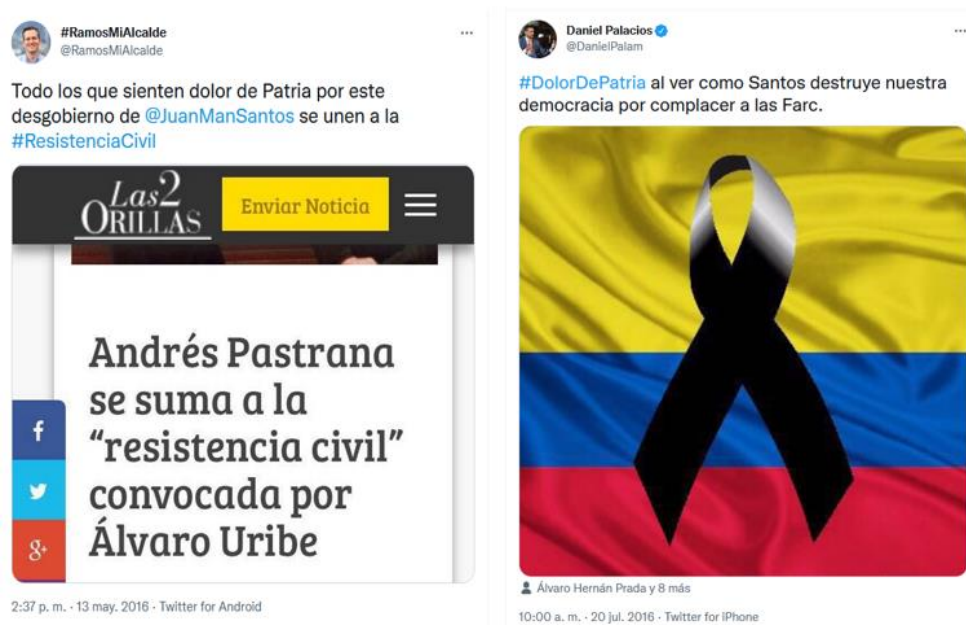 #RamosMiAlcalde
@RamosMiAlcalde
Todo los que sienten dolor de Patria por este
desgobierno de @JuanManSantos se unen a la
#ResistenciaCivil
Las2
ORILLAS
Enviar Noticia
Andrés Pastrana
se suma a la
“resistencia civil”
convocada por
Álvaro Uribe
f
g+
2:37 p. m. · 13 may. 2016 · Twitter for Android
Daniel Palacios
@DanielPalam
#DolorDePatria al ver como Santos destruye nuestra
democracia por complacer a las Farc.
Álvaro Hernán Prada y 8 más
10:00 a. m. · 20 jul. 2016 · Twitter for iPhone